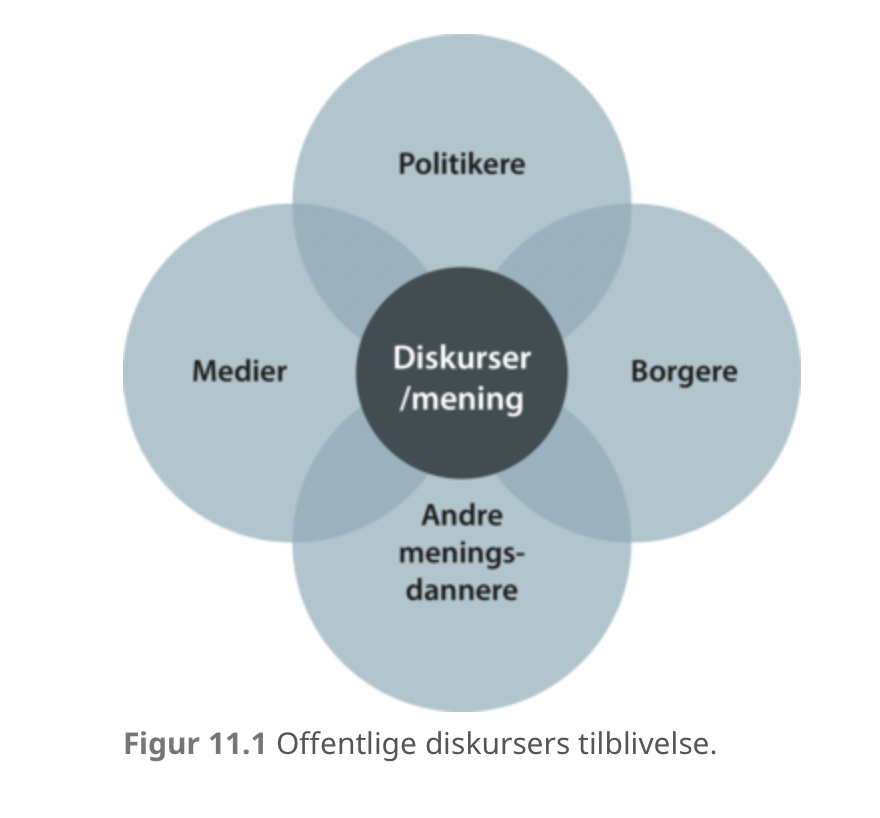 Politikere
Medier
Diskurser
/mening
Borgere
Andre
menings-
dannere
Figur 11.1 Offentlige diskursers tilblivelse.